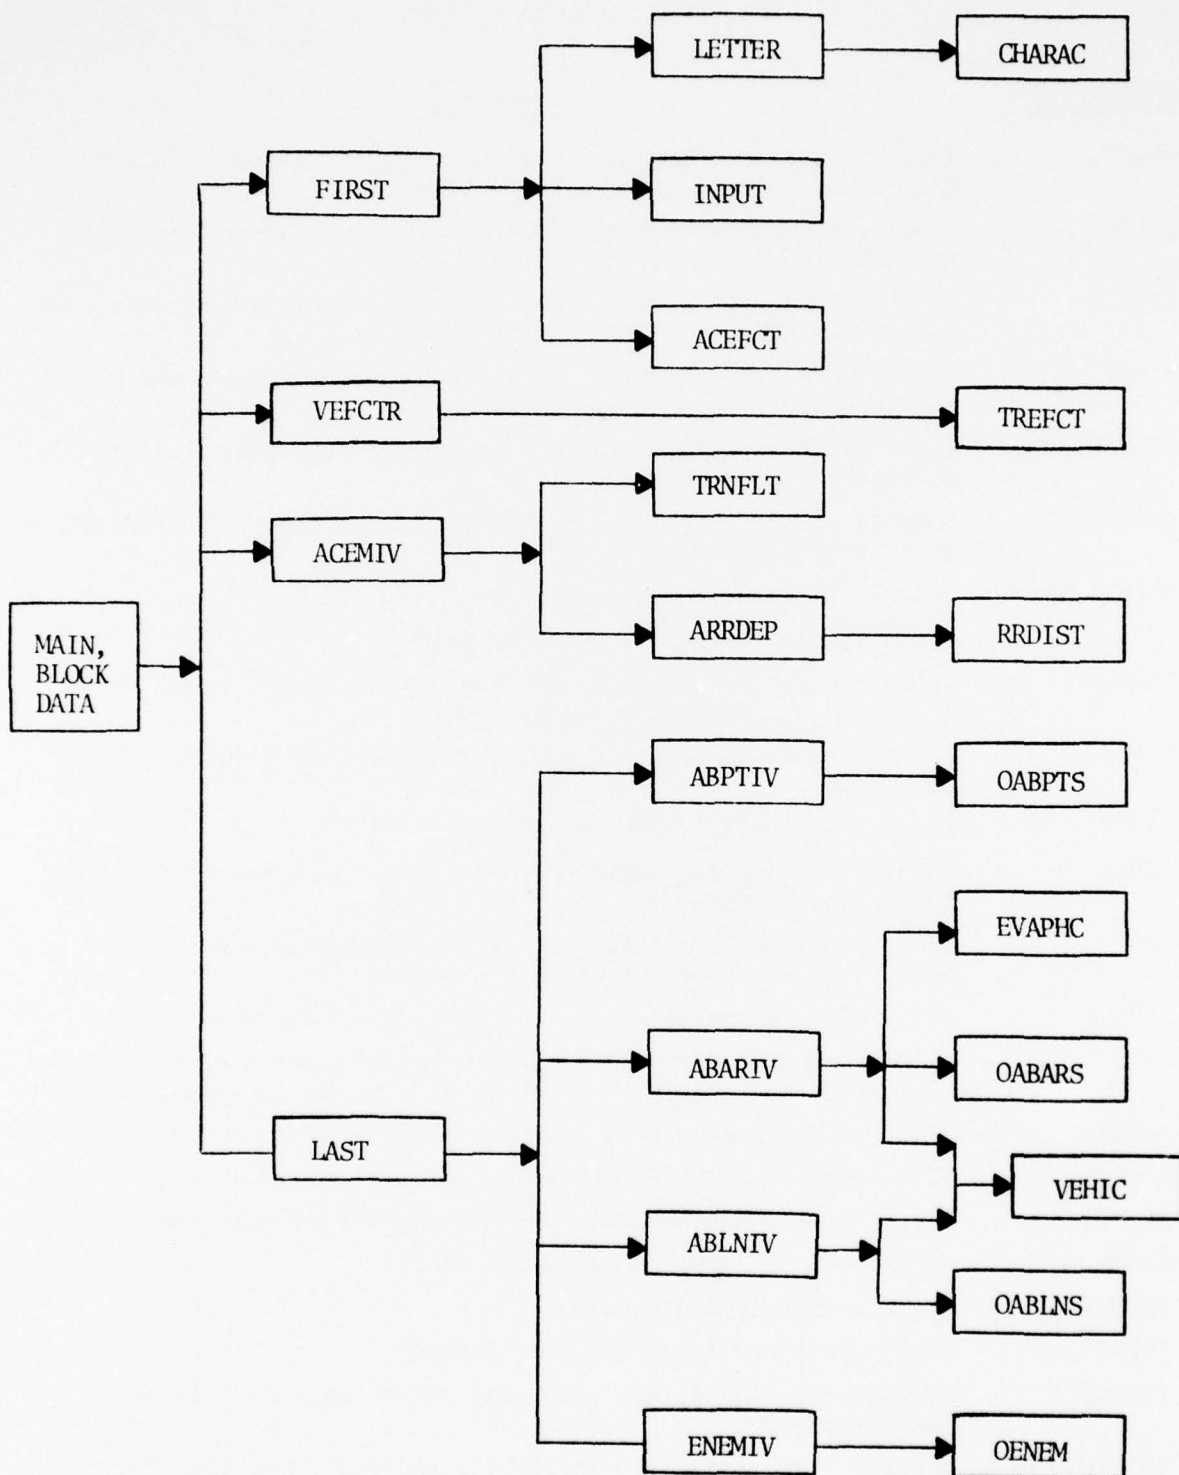 LETTER
CHARAC
FIRST
INPUT
ACEFCT
VEFCTR
TREFCT
TRNFLT
ACEMIV
MAIN,
BLOCK
DATA
ARRDEP
RRDIST
ABPTIV
OABPTS
EVAPHC
ABARIV
OABARS
LAST
VEHIC
ABLNIV
OABLNS
ENEMIV
OENEM